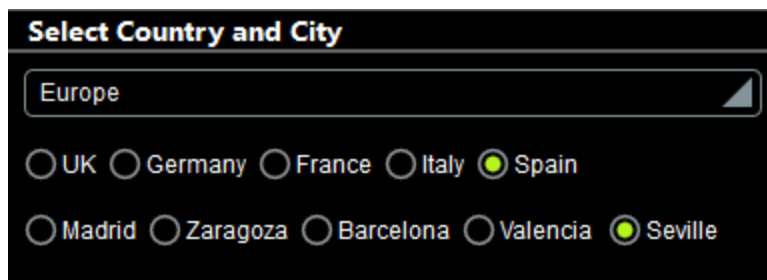 Select Country and City
Europe
UK Germany France Italy Spain
Madrid Zaragoza Barcelona Valencia Seville